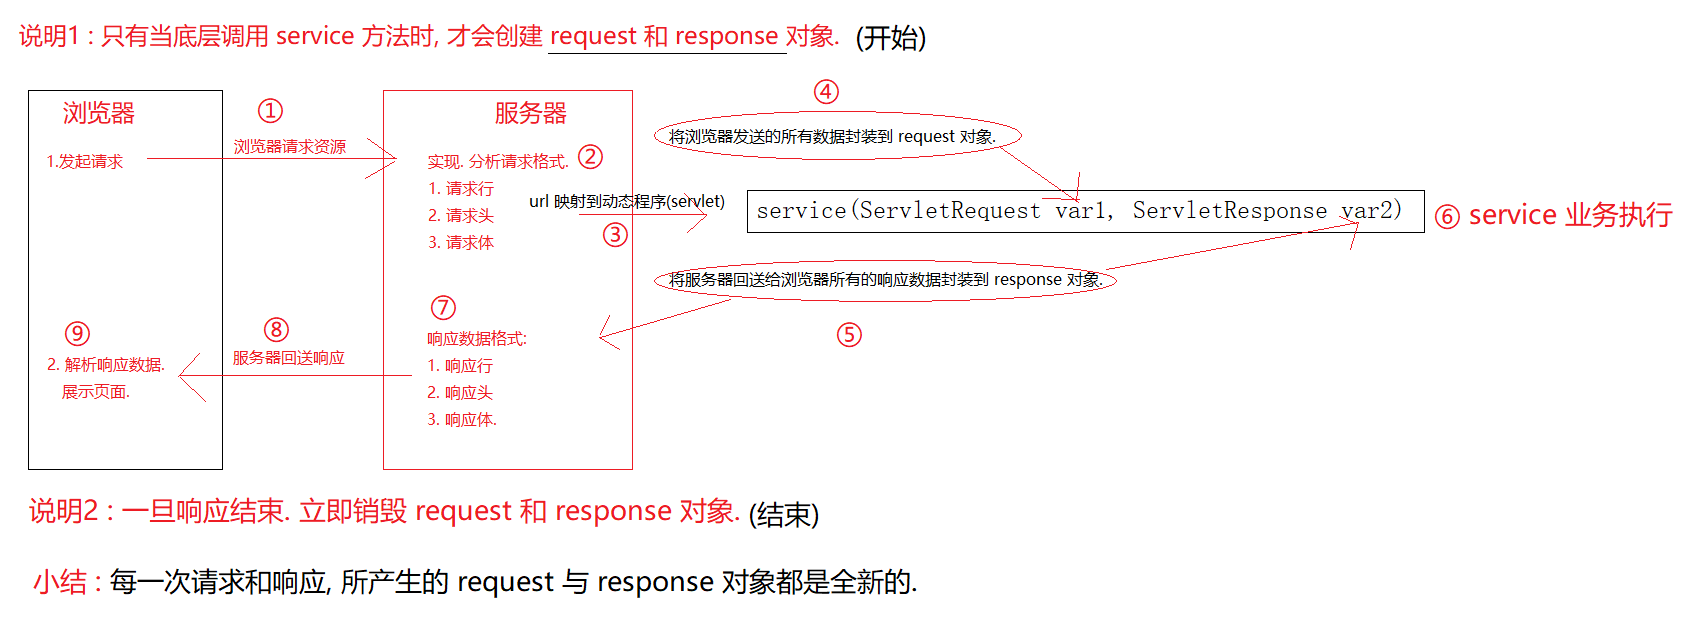 说明1 : 只有当底层调用 service 方法时, 才会创建 request 和 response 对象. (开始)
浏览器
①
服务器
④
浏览器请求资源
将浏览器发送的所有数据封装到 request 对象.
1.发起请求
实现. 分析请求格式. ②
1. 请求行
url 映射到动态程序(servlet)
2. 请求头
service(ServletRequest var1, ServletResponse var2)
⑥ service 业务执行
③
3. 请求体
将服务器回送给浏览器所有的响应数据封装到 response 对象.
⑤
⑦
响应数据格式:
⑨
⑧
服务器回送响应
2. 解析响应数据.
展示页面.
1. 响应行
2. 响应头
3. 响应体.
说明2 : 一旦响应结束. 立即销毁 request 和 response 对象. (结束)
小结 : 每一次请求和响应, 所产生的 request 与 response 对象都是全新的.